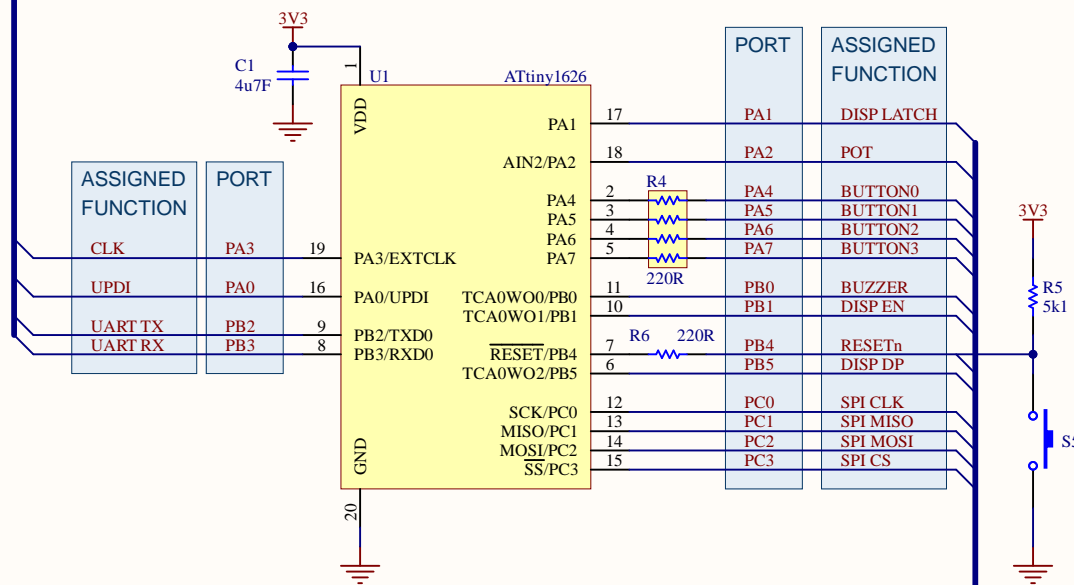 3V3
C1
4u7F
1
U1
ATtiny1626
VDD
PORT
ASSIGNED
FUNCTION
PA1
17
PA1
DISP LATCH
AIN2/PA2
18
PA2
POT
ASSIGNED
FUNCTION
PORT
R4
PA4
2
PA4
BUTTON0
PA5
3
PA5
BUTTON1
PA6
4
PA6
BUTTON2
PA7
5
PA7
BUTTON3
220R
3V3
CLK
PA3
19
PA3/EXTCLK
UPDI
PA0
16
PA0/UPDI
TCA0WO0/PB0
11
PB0
BUZZER
TCA0WO1/PB1
10
PB1
DISP EN
R5
5k1
UART TX
PB2
9
PB2/TXD0
UART RX
PB3
8
PB3/RXD0
R6
220R
RESET/PB4
7
PB4
RESETn
TCA0WO2/PB5
6
PB5
DISP DP
SCK/PC0
12
PC0
SPI CLK
MISO/PC1
13
PC1
SPI MISO
MOSI/PC2
14
PC2
SPI MOSI
SS/PC3
15
PC3
SPI CS
GND
20